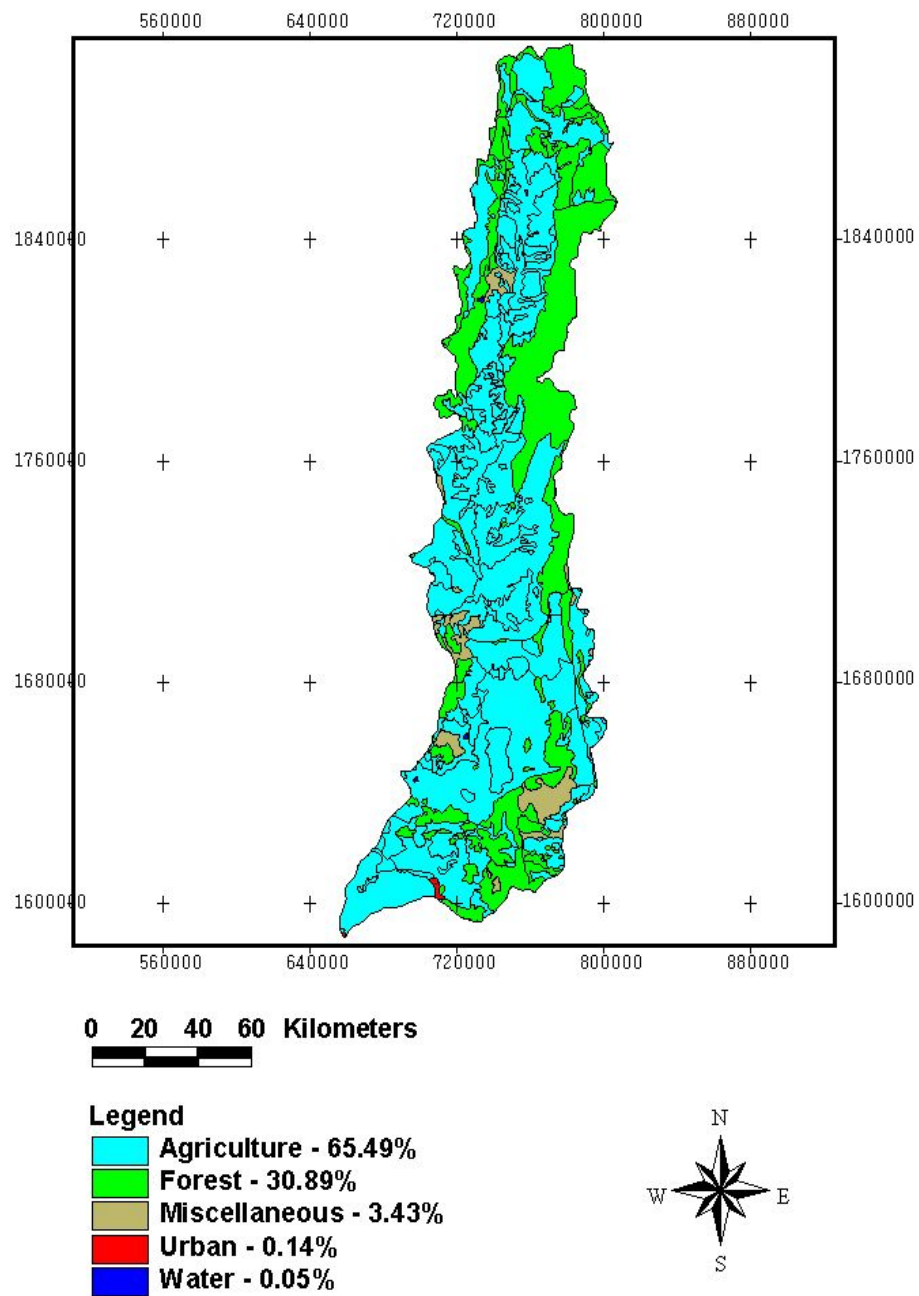 560000 640000 720000 800000 880000
1840000 1840000
1760000 1760000
1680000 1680000
1600000 1600000
560000 640000 720000 800000 880000
0 20 40 60 Kilometers
Legend
Agriculture - 65.49%
Forest - 30.89%
Miscellaneous - 3.43%
Urban - 0.14%
Water - 0.05%
N
W E
S